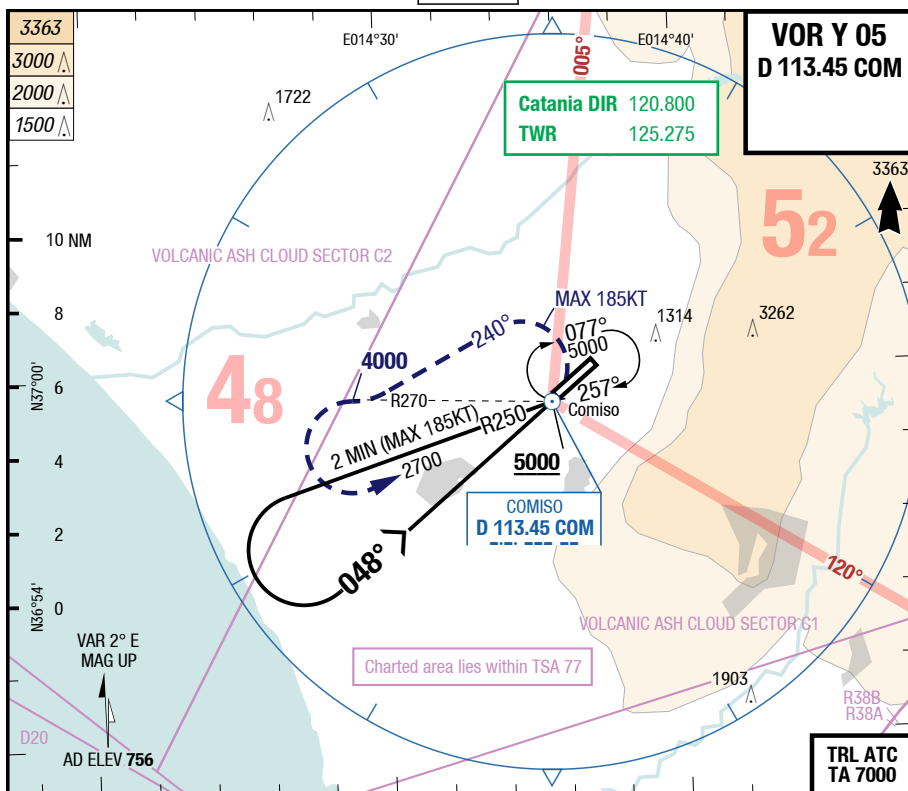 3363
3000
2000
1500
E014°30'
E014°40'
VOR Y 05
D 113.45 COM
005°
Catania DIR 120.800
TWR 125.275
1722
3363
52
10 NM
VOLCANIC ASH CLOUD SECTOR C2
8
MAX 185KT
240°
077°
5000
1314
3262
4000
N37°00'
6
48
R270
257°
Comiso
2 MIN (MAX 185KT)
R250
2700
4
5000
COMISO
D 113.45 COM
2
048°
120°
N36°54'
0
VOLCANIC ASH CLOUD SECTOR C1
VAR 2° E
MAG UP
Charted area lies within TSA 77
1903
R38B
R38A
D20
AD ELEV 756
TRL ATC
TA 7000